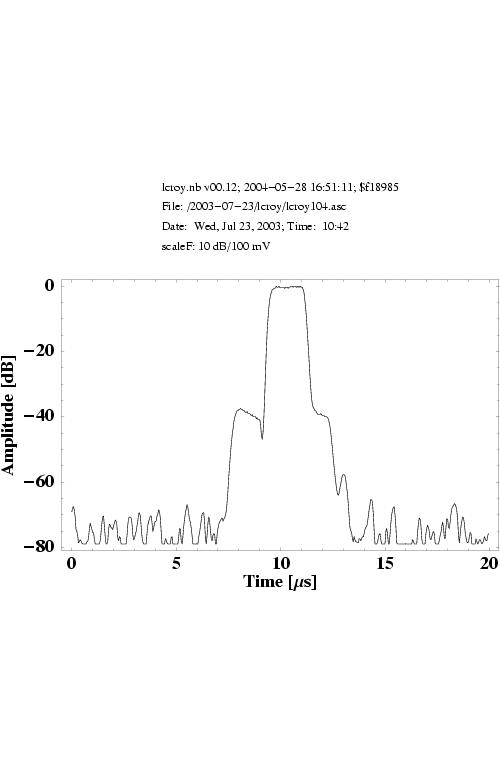 lcroy.nb v00.12; 2004−05−28 16:51:11; $f18985
File: /2003−07−23/lcroy/lcroy104.asc
Date:  Wed, Jul 23, 2003; Time:  10:42
scaleF: 10 dB/100 mV
0
−20
−40
−60
−80
Amplitude [dB]
0 5 10 15 20
Time [μs]